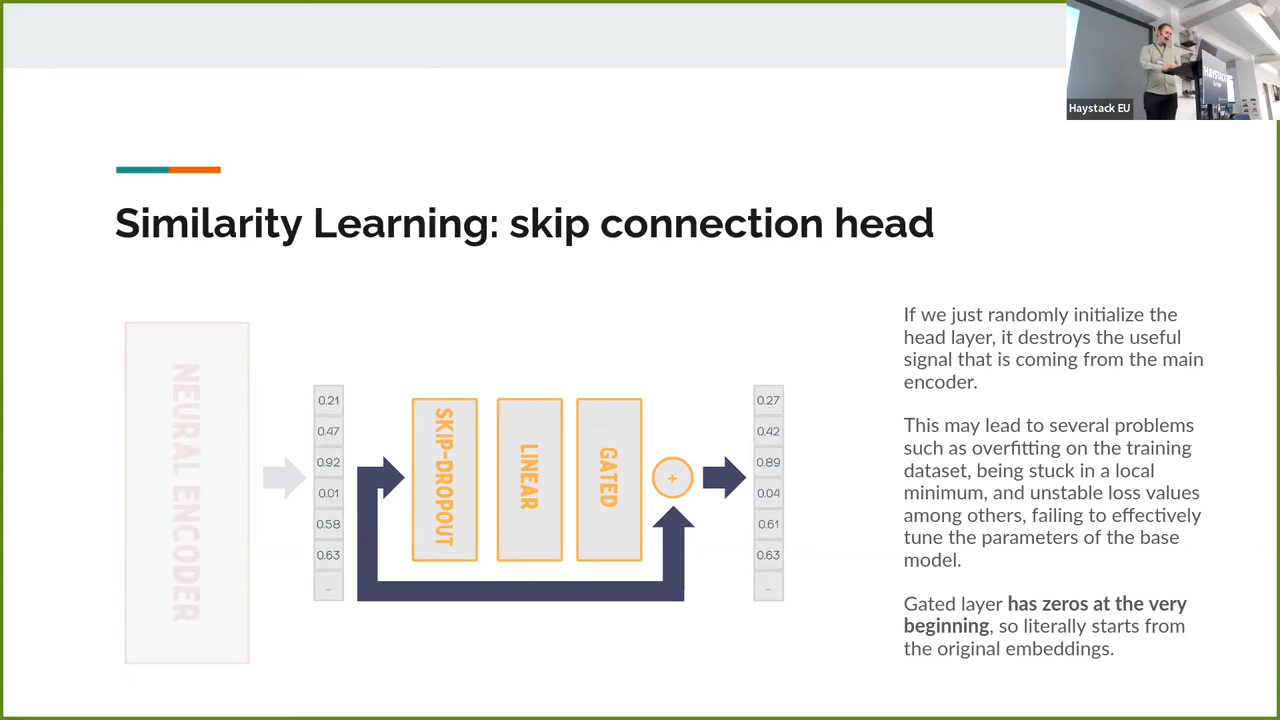 Haystack EU
HAYSTACK
Similarity Learning: skip connection head
NEURAL ENCODER
0.21
0.47
0.92
0.01
0.58
0.63
...
SKIP-DROPOUT
LINEAR
GATED
+
0.27
0.42
0.89
0.04
0.61
0.63
...
If we just randomly initialize the
head layer, it destroys the useful
signal that is coming from the main
encoder.
This may lead to several problems
such as overfitting on the training
dataset, being stuck in a local
minimum, and unstable loss values
among others, failing to effectively
tune the parameters of the base
model.
Gated layer has zeros at the very
beginning, so literally starts from
the original embeddings.